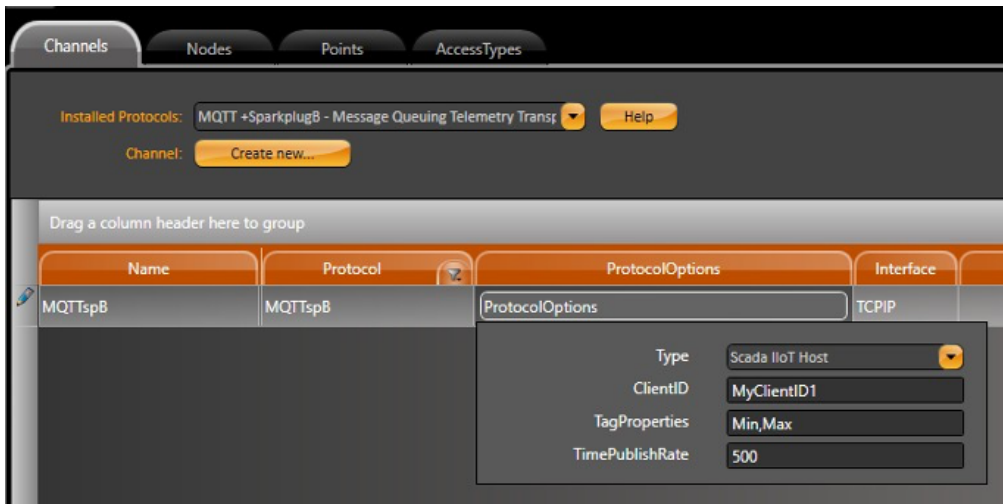 Channels Nodes Points AccessTypes
Installed Protocols: MQTT +SparkplugB - Message Queuing Telemetry Transp Help
Channel: Create new...
Drag a column header here to group
Name Protocol ProtocolOptions Interface
MQTTspB MQTTspB ProtocolOptions TCPIP
Type Scada IIoT Host
ClientID MyClientID1
TagProperties Min,Max
TimePublishRate 500